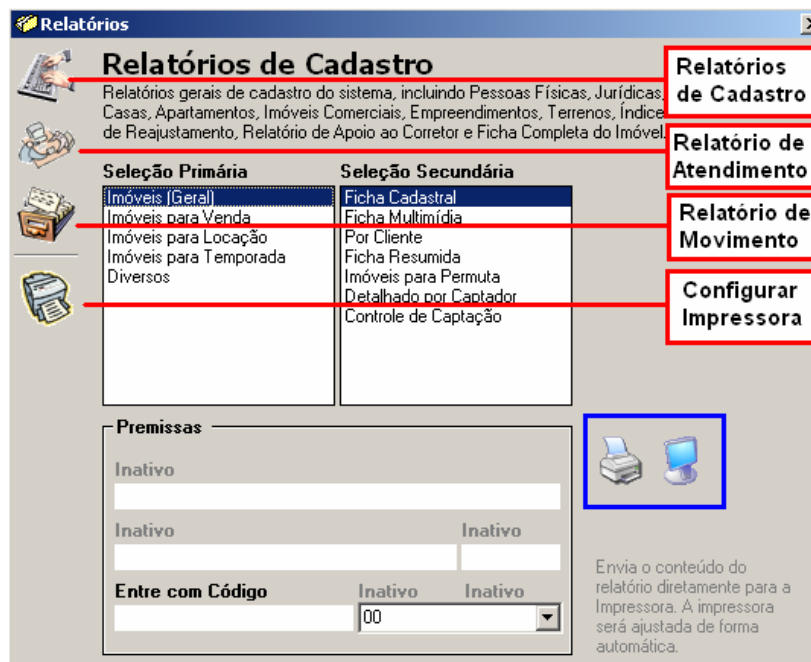 Relatórios
Relatórios de Cadastro
Relatórios gerais de cadastro do sistema, incluindo Pessoas Físicas, Jurídicas,
Casas, Apartamentos, Imóveis Comerciais, Empreendimentos, Terrenos, Índice
de Reajustamento, Relatório de Apoio ao Corretor e Ficha Completa do Imóvel.
Relatórios
de Cadastro
Relatório de
Atendimento
Relatório de
Movimento
Configurar
Impressora
Seleção Primária
Imóveis (Geral)
Imóveis para Venda
Imóveis para Locação
Imóveis para Temporada
Diversos
Seleção Secundária
Ficha Cadastral
Ficha Multimídia
Por Cliente
Ficha Resumida
Imóveis para Permuta
Detalhado por Captador
Controle de Captação
Premissas
Inativo
Inativo Inativo
Entre com Código Inativo Inativo
00
Envia o conteúdo do
relatório diretamente para a
Impressora. A impressora
será ajustada de forma
automática.